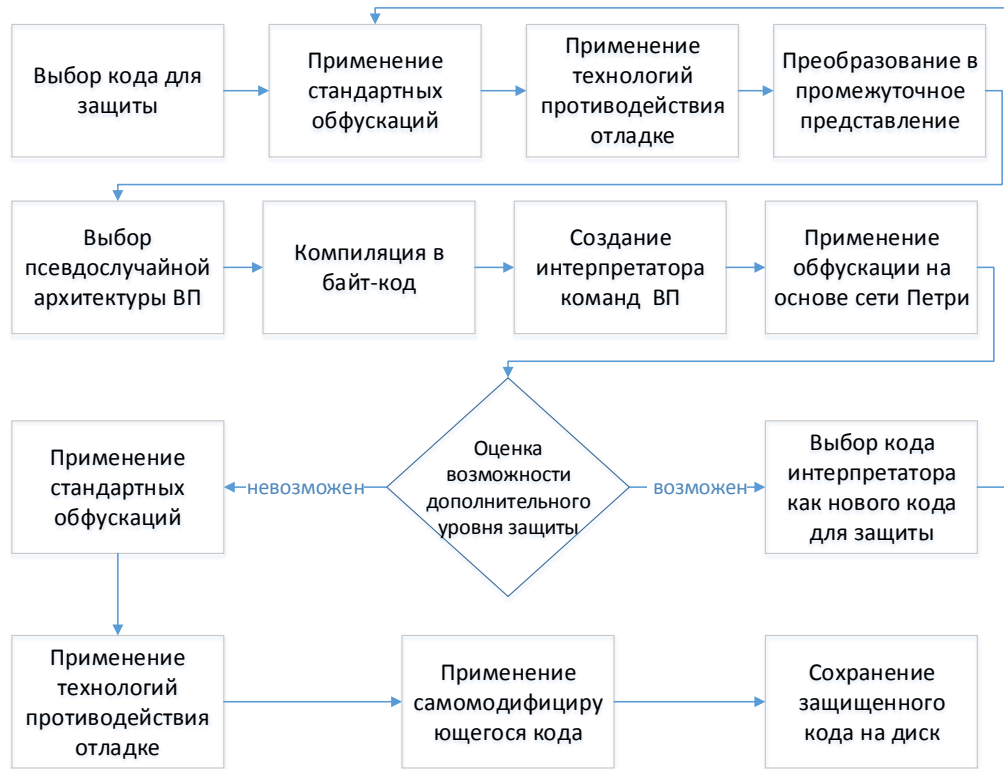 Выбор кода для
защиты
Применение
стандартных
обфускаций
Применение
технологий
противодействия
отладке
Преобразование в
промежуточное
представление
Выбор
псевдослучайной
архитектуры ВП
Компиляция в
байт-код
Создание
интерпретатора
команд  ВП
Применение
обфускации на
основе сети Петри
Применение
стандартных
обфускаций
невозможен
Оценка
возможности
дополнительного
уровня защиты
возможен
Выбор кода
интерпретатора
как нового кода
для защиты
Применение
технологий
противодействия
отладке
Применение
самомодифициру
ющегося кода
Сохранение
защищенного
кода на диск